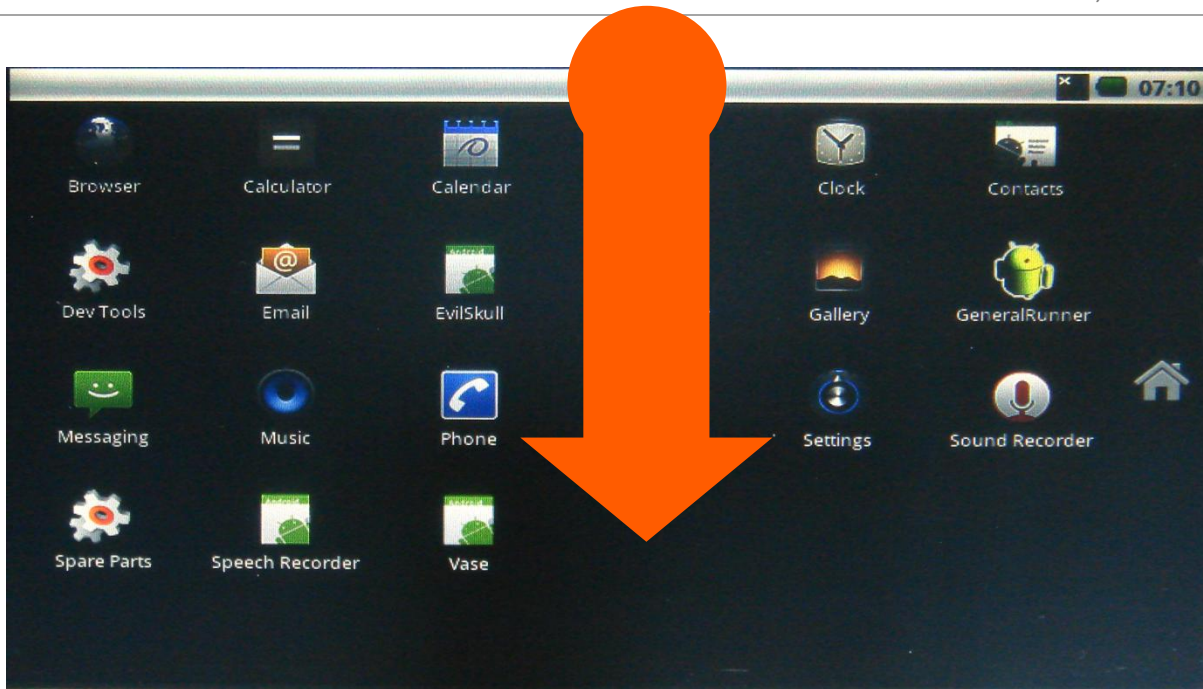 07:10
Browser
Calculator
Calendar
Clock
Contacts
Dev Tools
Email
EvilSkull
Gallery
GeneralRunner
Messaging
Music
Phone
Settings
Sound Recorder
Spare Parts
Speech Recorder
Vase